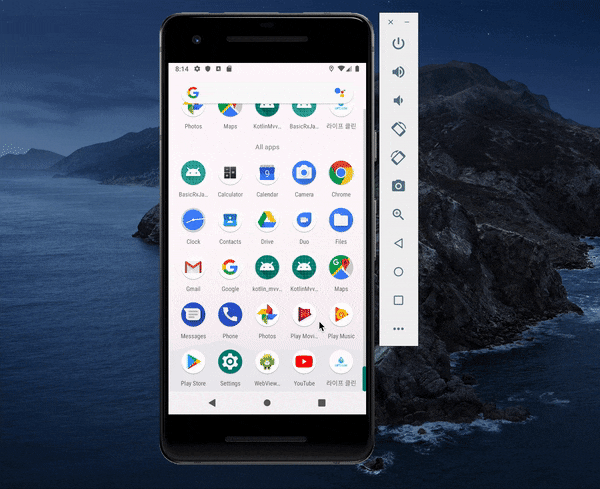 8:14
Photos Maps KotlinMvv… BasicRxJa… 라이프 클린
All apps
BasicRxJa… Calculator Calendar Camera Chrome
Clock Contacts Drive Duo Files
Gmail Google kotlin_mvv… KotlinMvv… Maps
Messages Phone Photos Play Movi… Play Music
Play Store Settings WebView… YouTube 라이프 클린